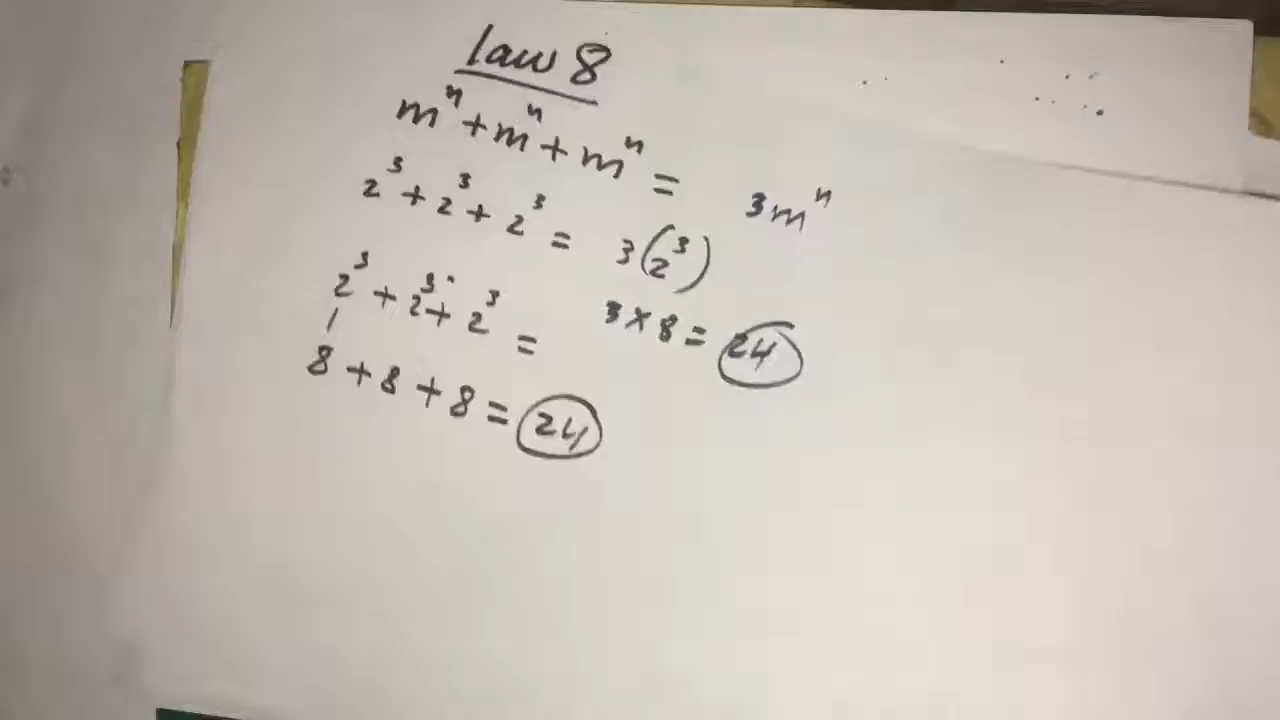 law 8
mⁿ + mⁿ + mⁿ = 3mⁿ
2³ + 2³ + 2³ = 3(2³)
2³ + 2³ + 2³ = 3 × 8 = 24
8 + 8 + 8 = 24